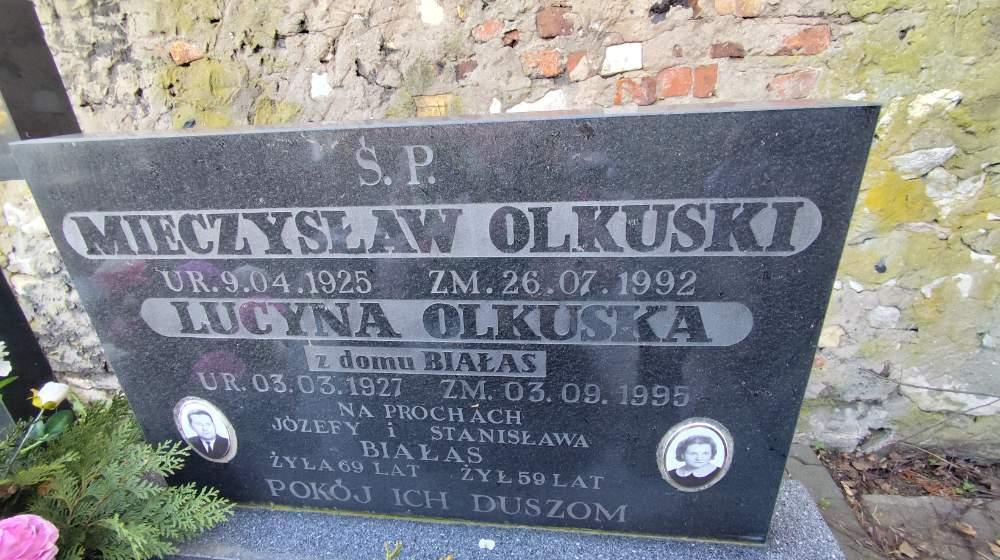 Ś. P.
MIECZYSŁAW OLKUSKI
UR. 9.04.1925 ZM. 26.07.1992
LUCYNA OLKUSKA
z domu BIAŁAS
UR. 03.03.1927 ZM. 03.09.1995
NA PROCHACH
JÓZEFY i STANISŁAWA
BIAŁAS
ŻYŁA 69 LAT ŻYŁ 59 LAT
POKÓJ ICH DUSZOM